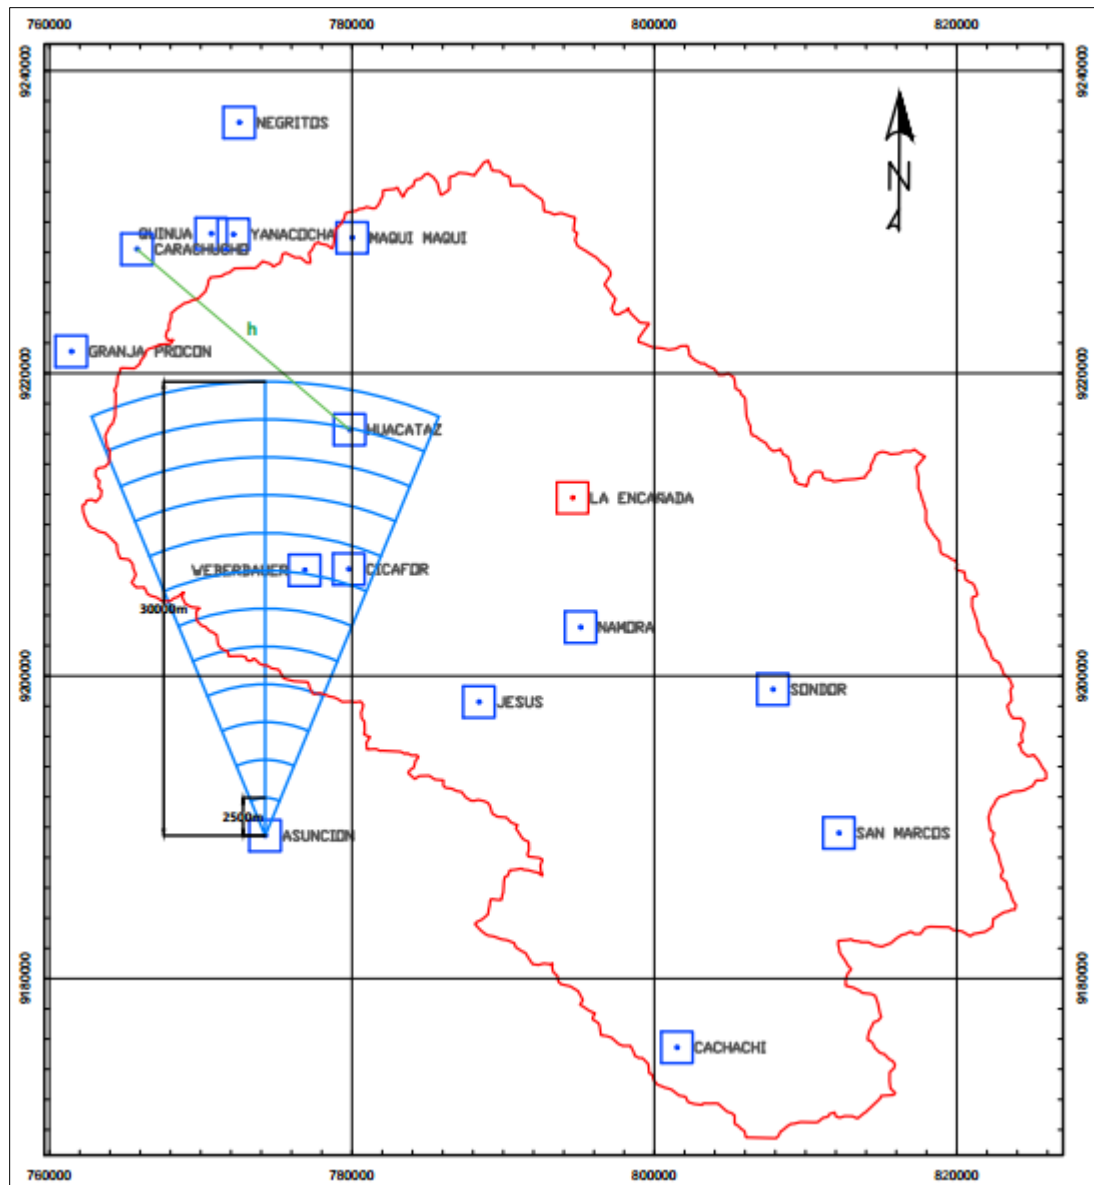 760000 780000 800000 820000
9240000 9240000
NEGRITOS
N
QUINUA YANACOCHA MAQUI MAQUI
CARACHUGHO
h
GRANJA PROCON
9220000 9220000
HUACATAZ
LA ENCAÑADA
WEBERBAUER CICAFOR
30000m
NAMORA
9200000 9200000
SONDOR
JESUS
2500m
ASUNCION SAN MARCOS
9180000 9180000
CACHACHI
760000 780000 800000 820000